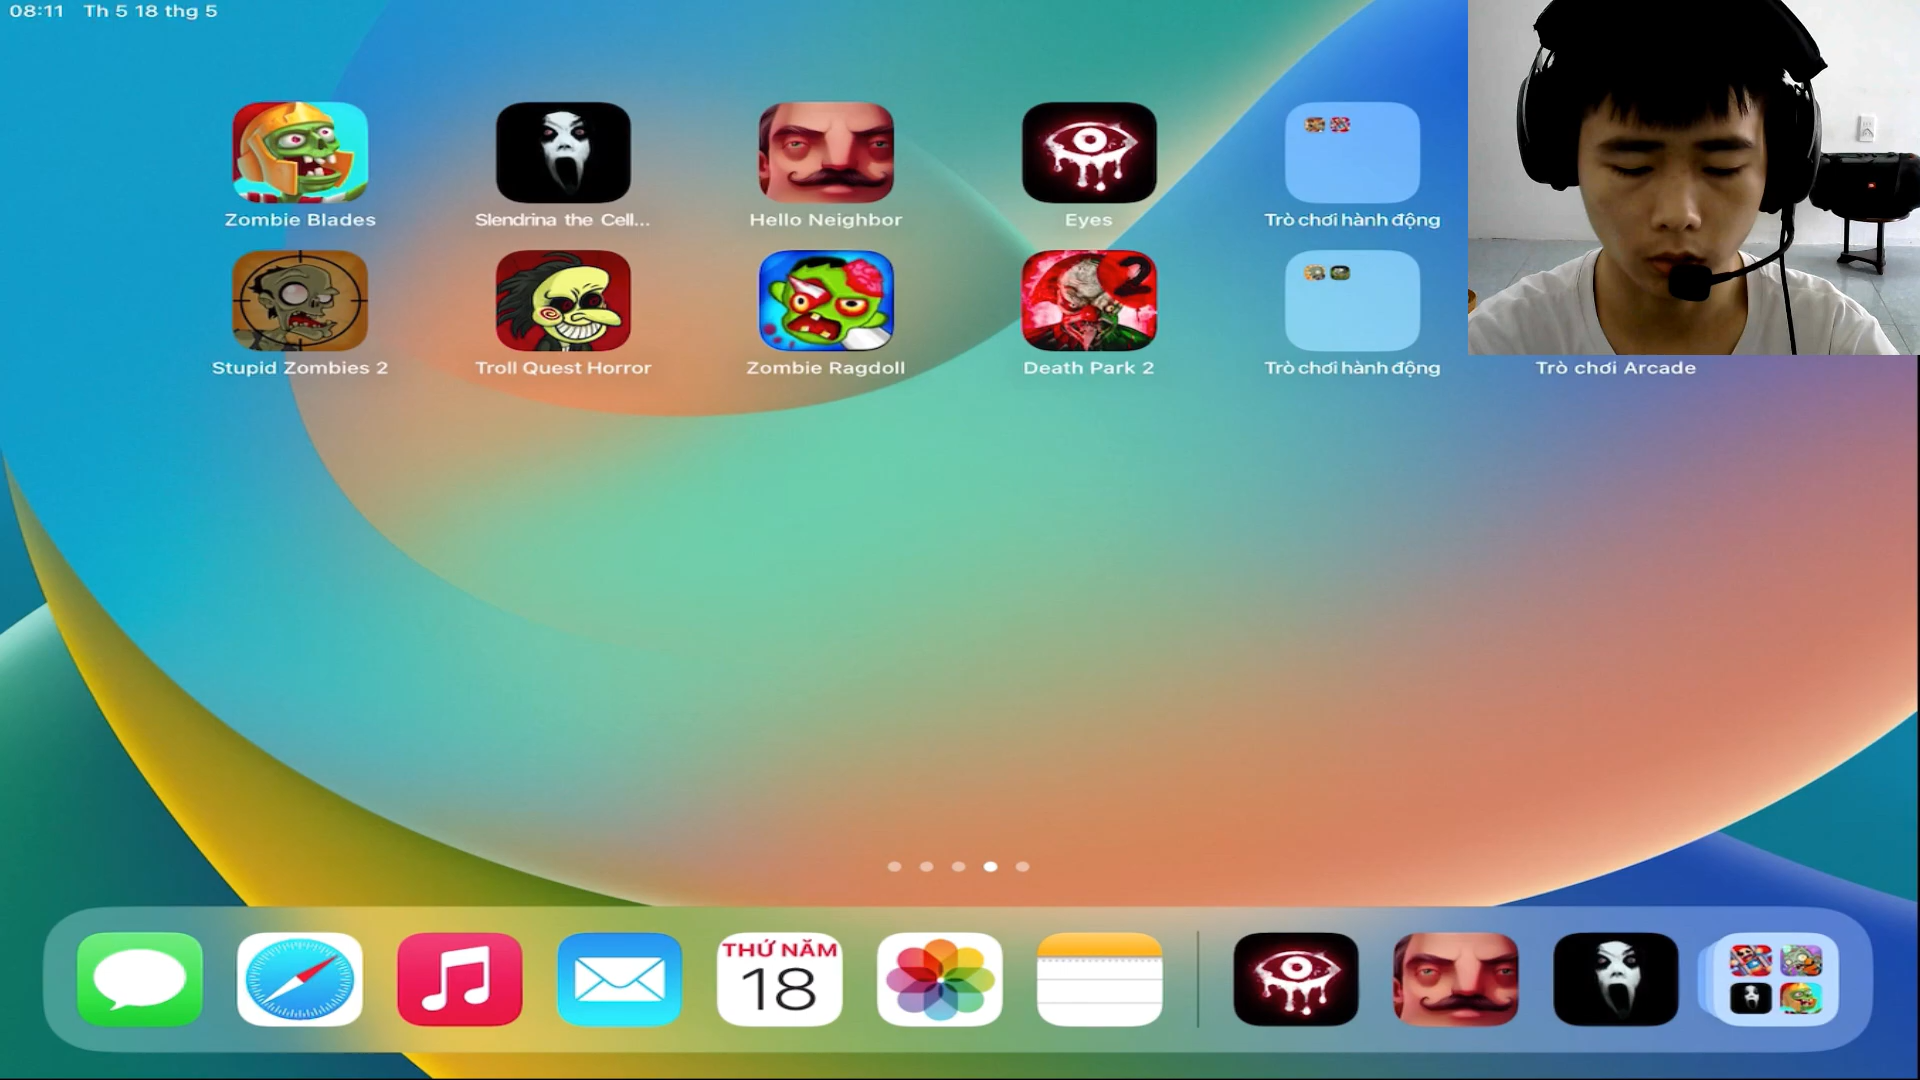 08:11 Th 5 18 thg 5
Zombie Blades
Slendrina the Cell...
Hello Neighbor
Eyes
Trò chơi hành động
Stupid Zombies 2
Troll Quest Horror
Zombie Ragdoll
2
Death Park 2
Trò chơi hành động
Trò chơi Arcade
THỨ NĂM
18